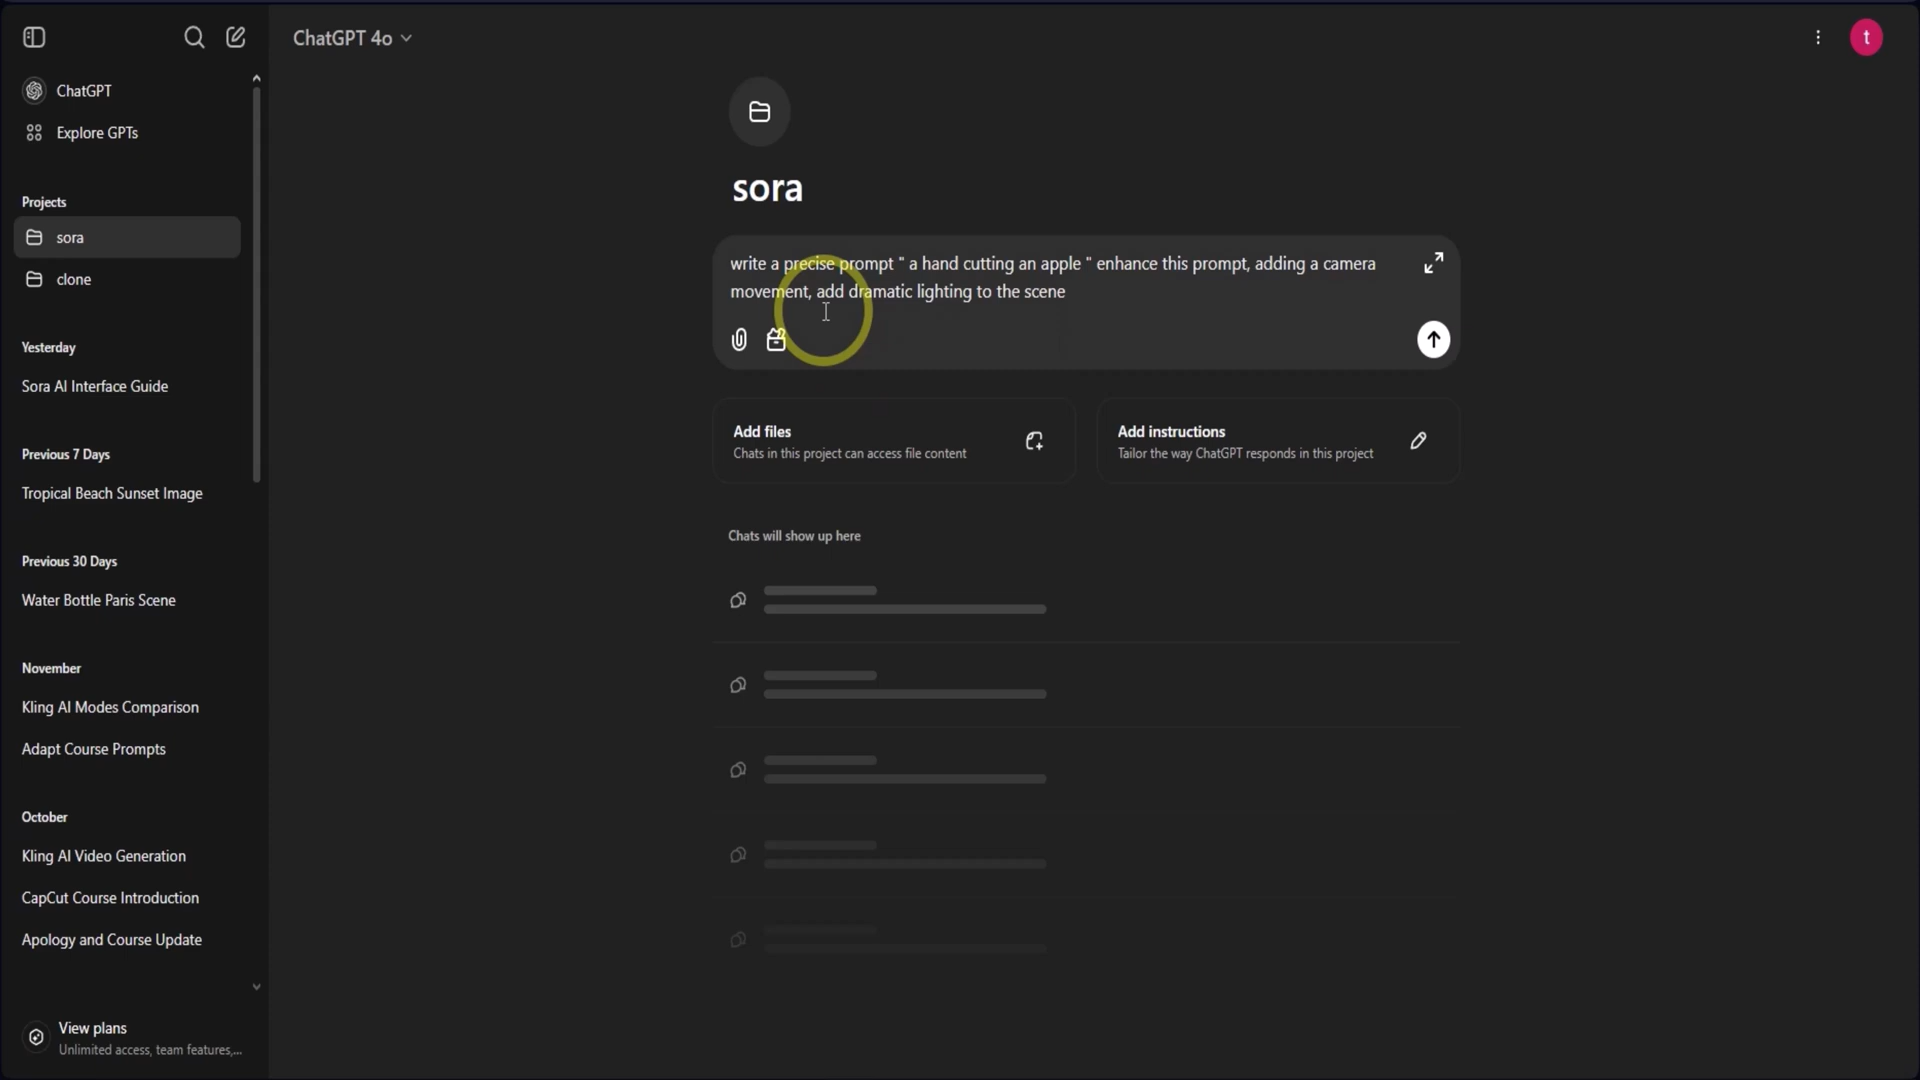 ChatGPT 4o
t
ChatGPT
Explore GPTs
Projects
sora
clone
Yesterday
Sora AI Interface Guide
Previous 7 Days
Tropical Beach Sunset Image
Previous 30 Days
Water Bottle Paris Scene
November
Kling AI Modes Comparison
Adapt Course Prompts
October
Kling AI Video Generation
CapCut Course Introduction
Apology and Course Update
View plans
Unlimited access, team features,...
sora
write a precise prompt " a hand cutting an apple " enhance this prompt, adding a camera
movement, add dramatic lighting to the scene
Add files
Chats in this project can access file content
Add instructions
Tailor the way ChatGPT responds in this project
Chats will show up here